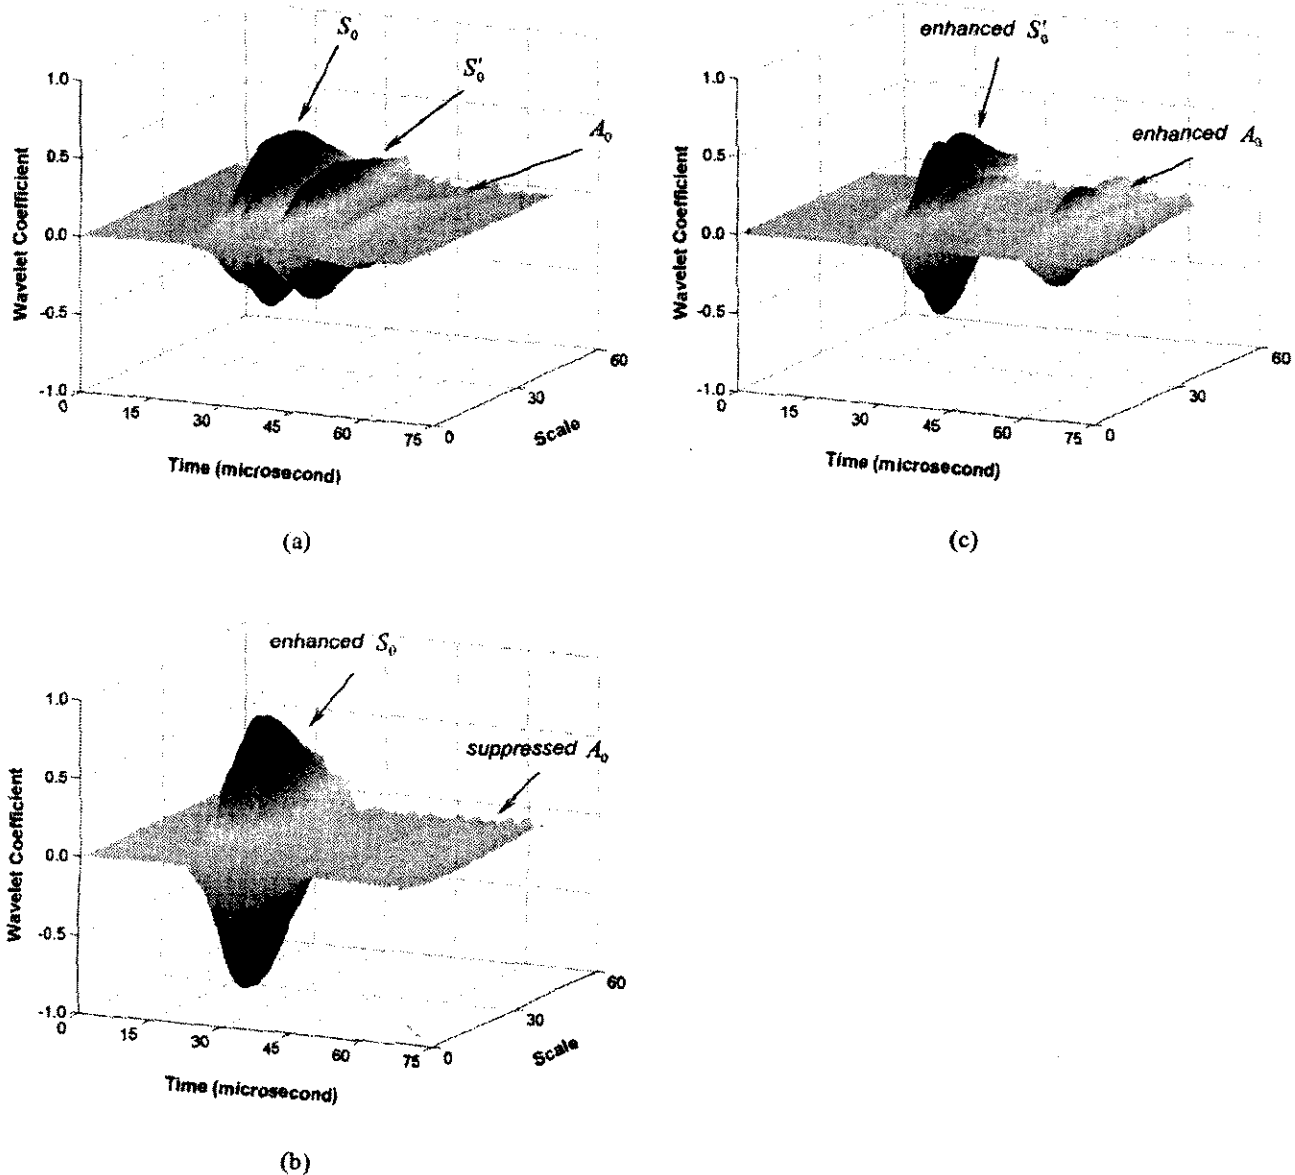 S₀
S₀′
A₀
1.0
0.5
0.0
-0.5
-1.0
Wavelet Coefficient
0
15
30
45
60
75
Time (microsecond)
0
30
60
Scale
(a)
enhanced S₀′
enhanced A₀
1.0
0.5
0.0
-0.5
-1.0
Wavelet Coefficient
0
15
30
45
60
75
Time (microsecond)
0
30
60
(c)
enhanced S₀
suppressed A₀
1.0
0.5
0.0
-0.5
-1.0
Wavelet Coefficient
0
15
30
45
60
75
Time (microsecond)
0
30
60
Scale
(b)